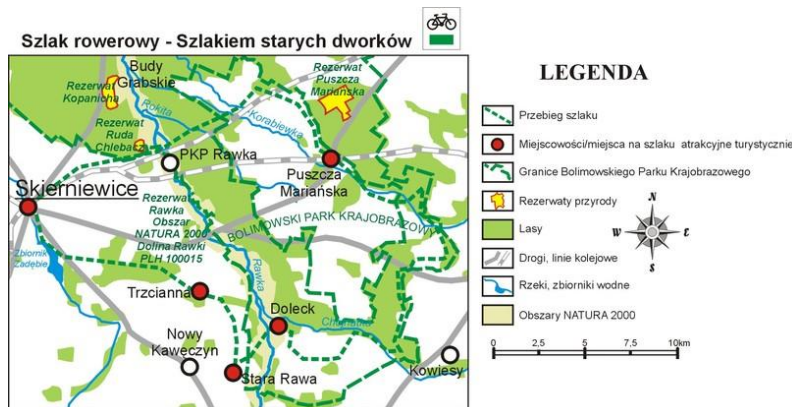 Szlak rowerowy - Szlakiem starych dworków
Budy
Grabskie
Rezerwat
Kopanicha
Rokita
Rezerwat
Ruda
Chlebacz
PKP Rawka
Rezerwat
Puszcza
Mariańska
Korabiewka
Puszcza
Mariańska
Skierniewice
Rezerwat
Rawka
Obszar
NATURA 2000
Dolina Rawki
PLH 100015
BOLIMOWSKI PARK KRAJOBRAZOWY
Zbiornik
Zadębie
Rawka
Trzcianna
Doleck
Chojnatka
Nowy
Kawęczyn
Stara Rawa
Kowiesy
LEGENDA
Przebieg szlaku
Miejscowości/miejsca na szlaku atrakcyjne turystycznie
Granice Bolimowskiego Parku Krajobrazowego
Rezerwaty przyrody
Lasy
Drogi, linie kolejowe
Rzeki, zbiorniki wodne
Obszary NATURA 2000
N
W
E
S
0 2,5 5 7,5 10km